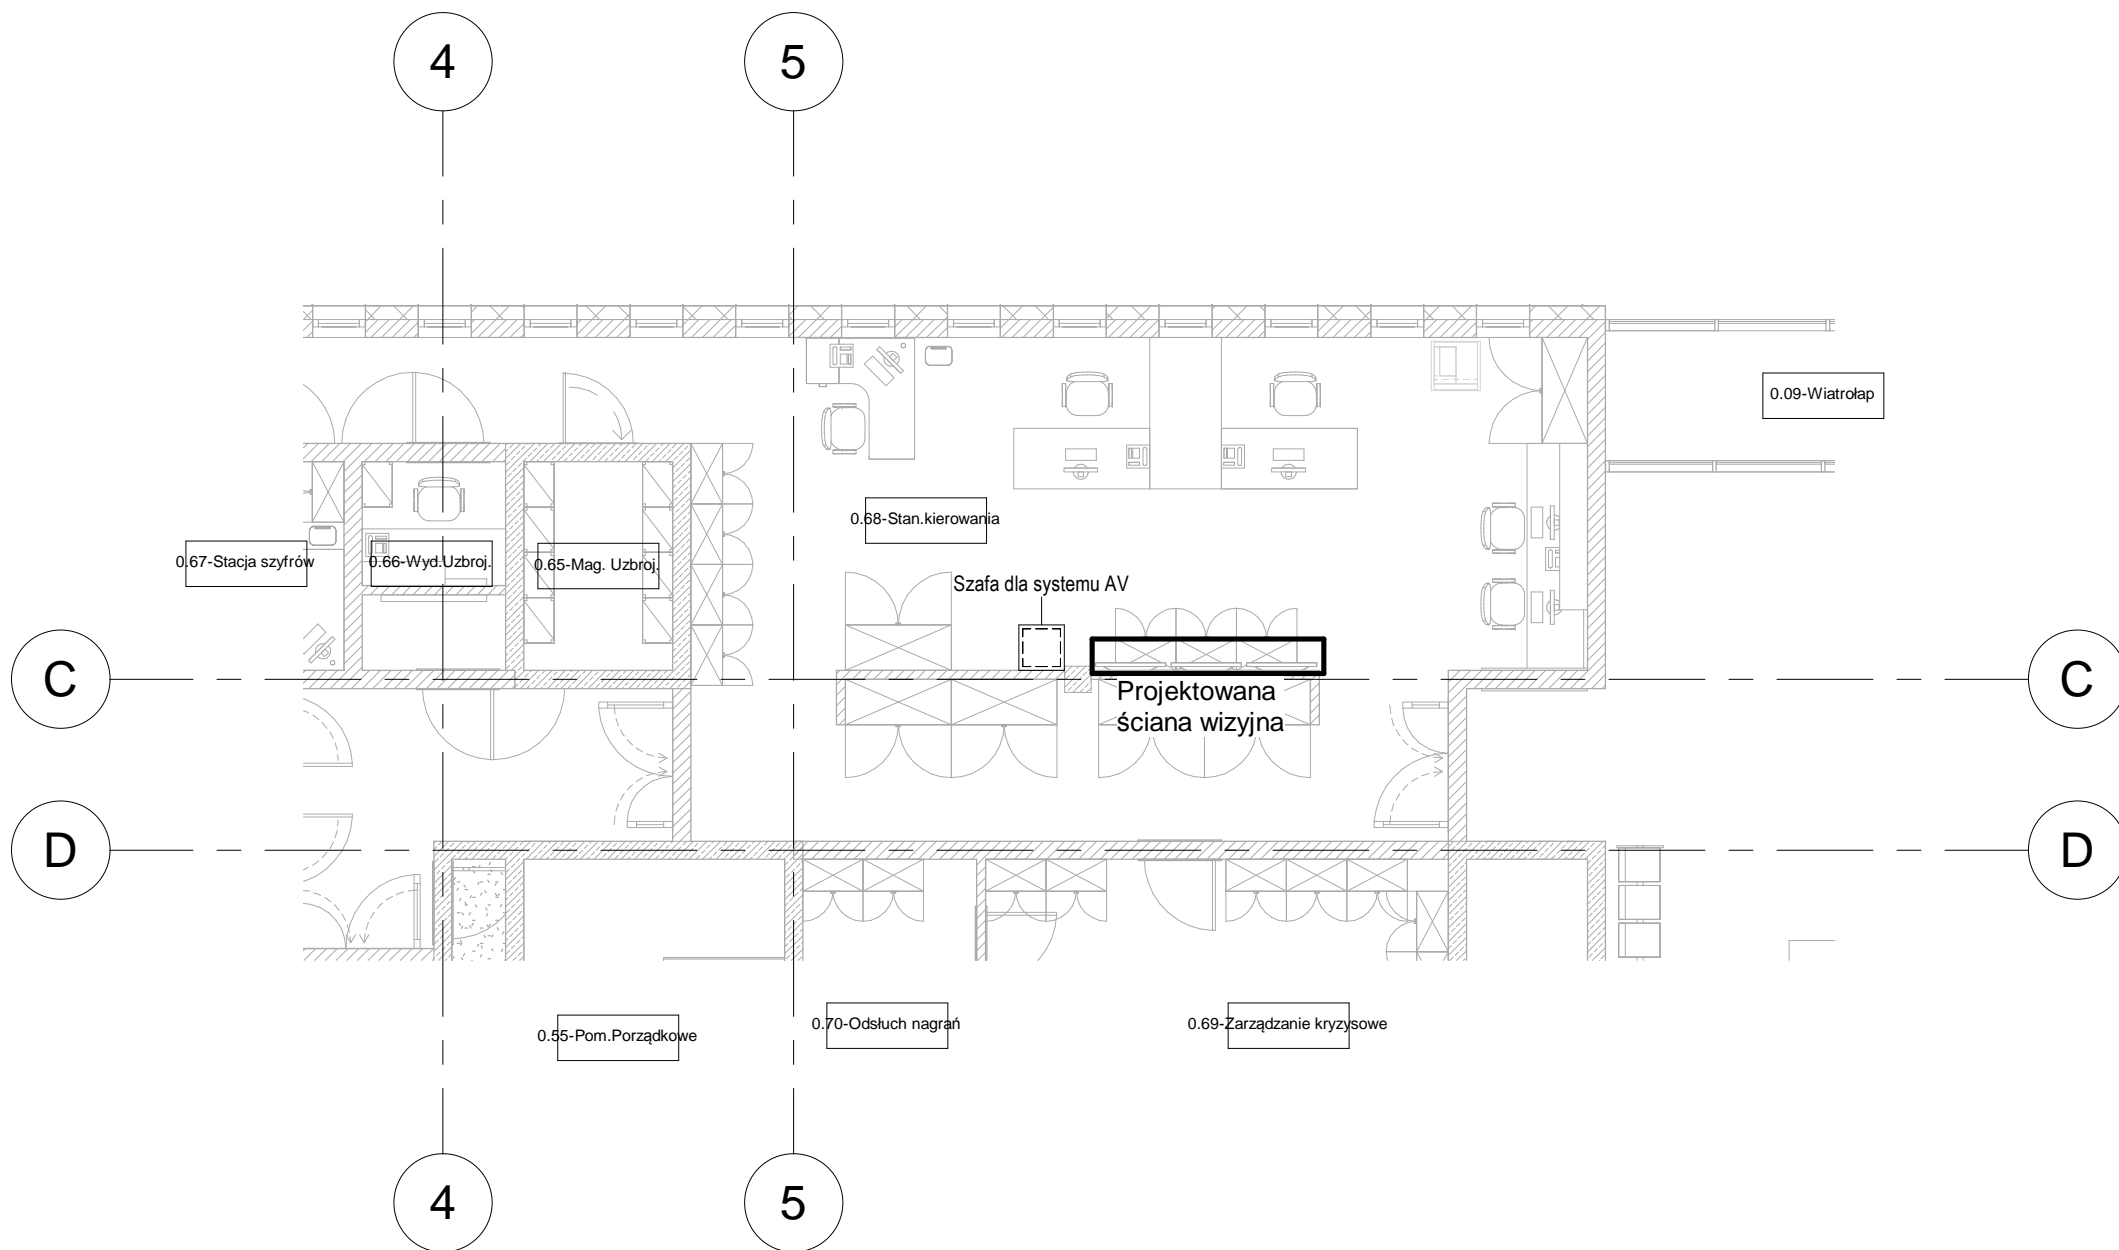 4
5
0.09-Wiatrołap
0.68-Stan.kierowania
0.67-Stacja szyfrów
0.66-Wyd.Uzbroj.
0.65-Mag. Uzbroj.
Szafa dla systemu AV
C
C
Projektowana
ściana wizyjna
D
D
0.55-Pom.Porządkowe
0.70-Odsłuch nagrań
0.69-Zarządzanie kryzysowe
4
5